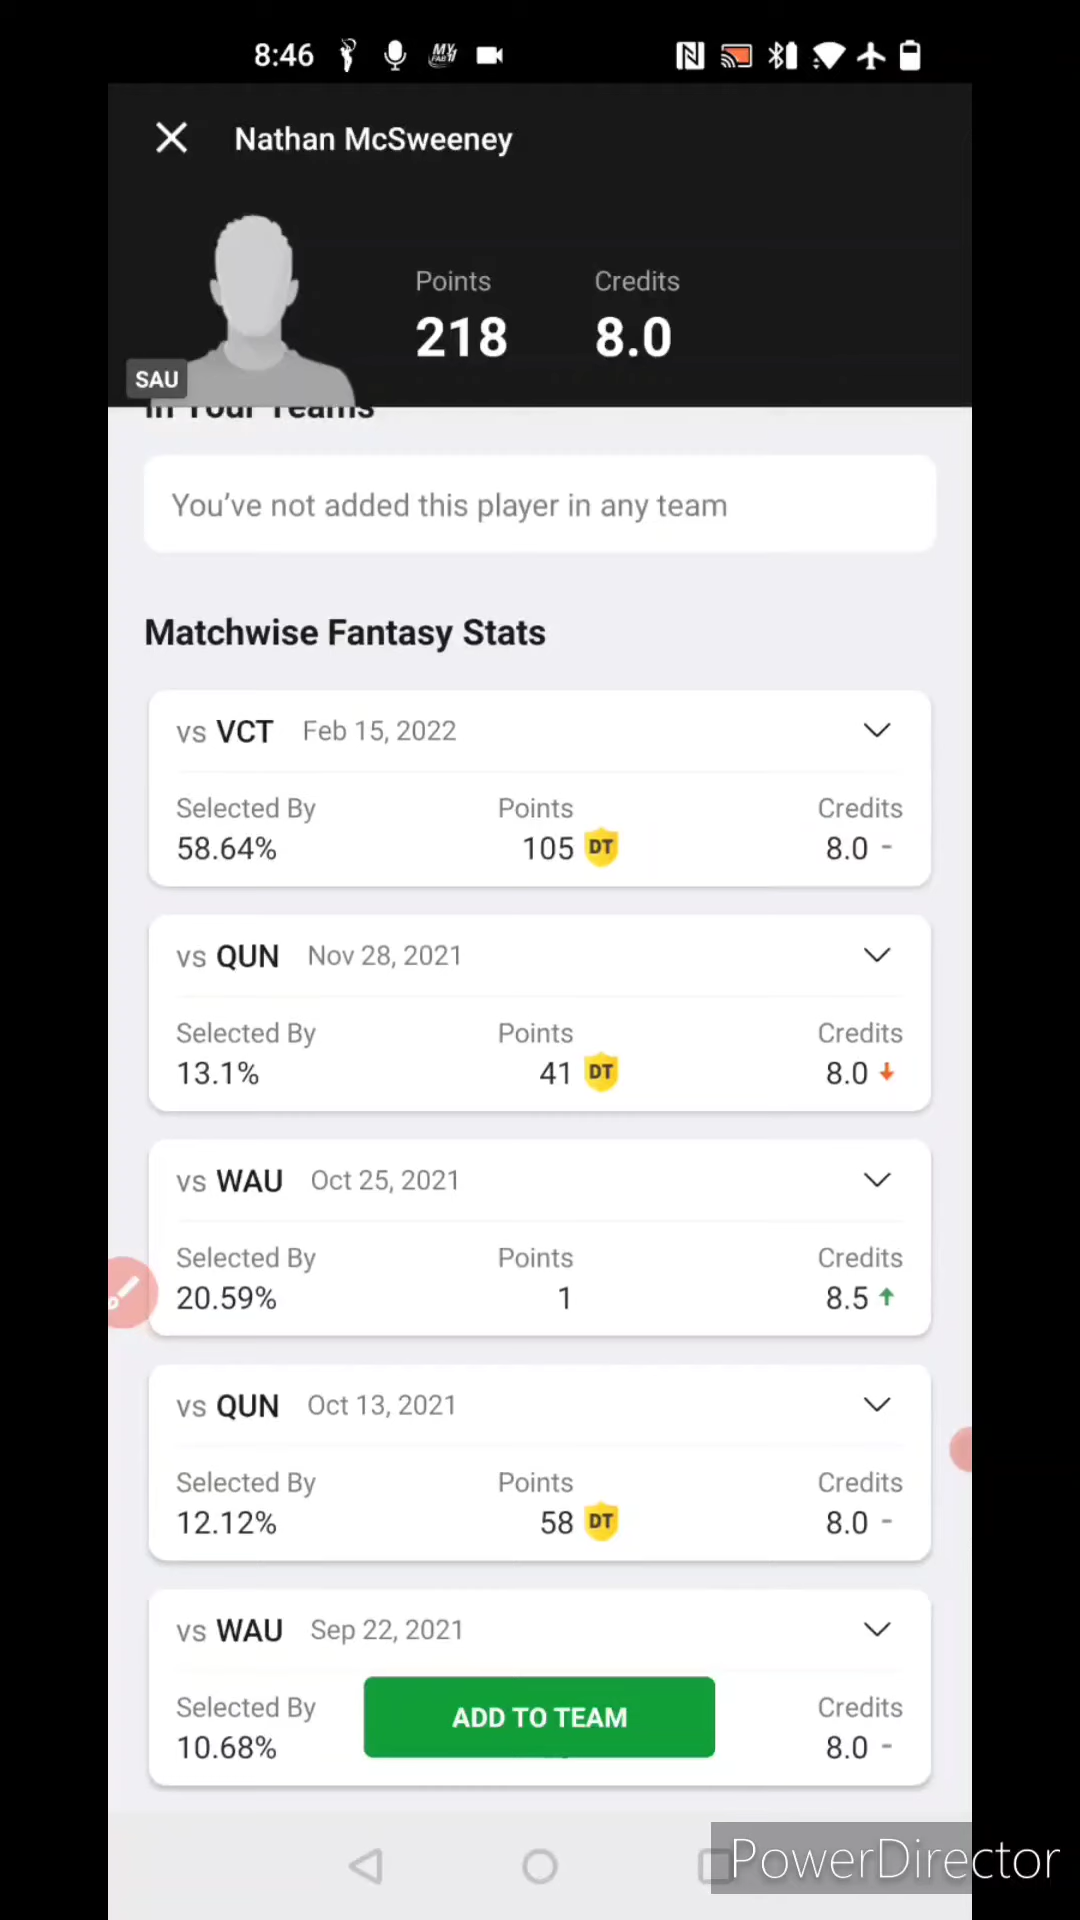 8:46
Nathan McSweeney
Points Credits
218 8.0
SAU
In Your Teams
You've not added this player in any team
Matchwise Fantasy Stats
vs VCT Feb 15, 2022
Selected By Points Credits
58.64% 105 DT 8.0 -
vs QUN Nov 28, 2021
Selected By Points Credits
13.1% 41 DT 8.0
vs WAU Oct 25, 2021
Selected By Points Credits
20.59% 1 8.5
vs QUN Oct 13, 2021
Selected By Points Credits
12.12% 58 DT 8.0 -
vs WAU Sep 22, 2021
Selected By Credits
ADD TO TEAM
10.68% 8.0 -
PowerDirector